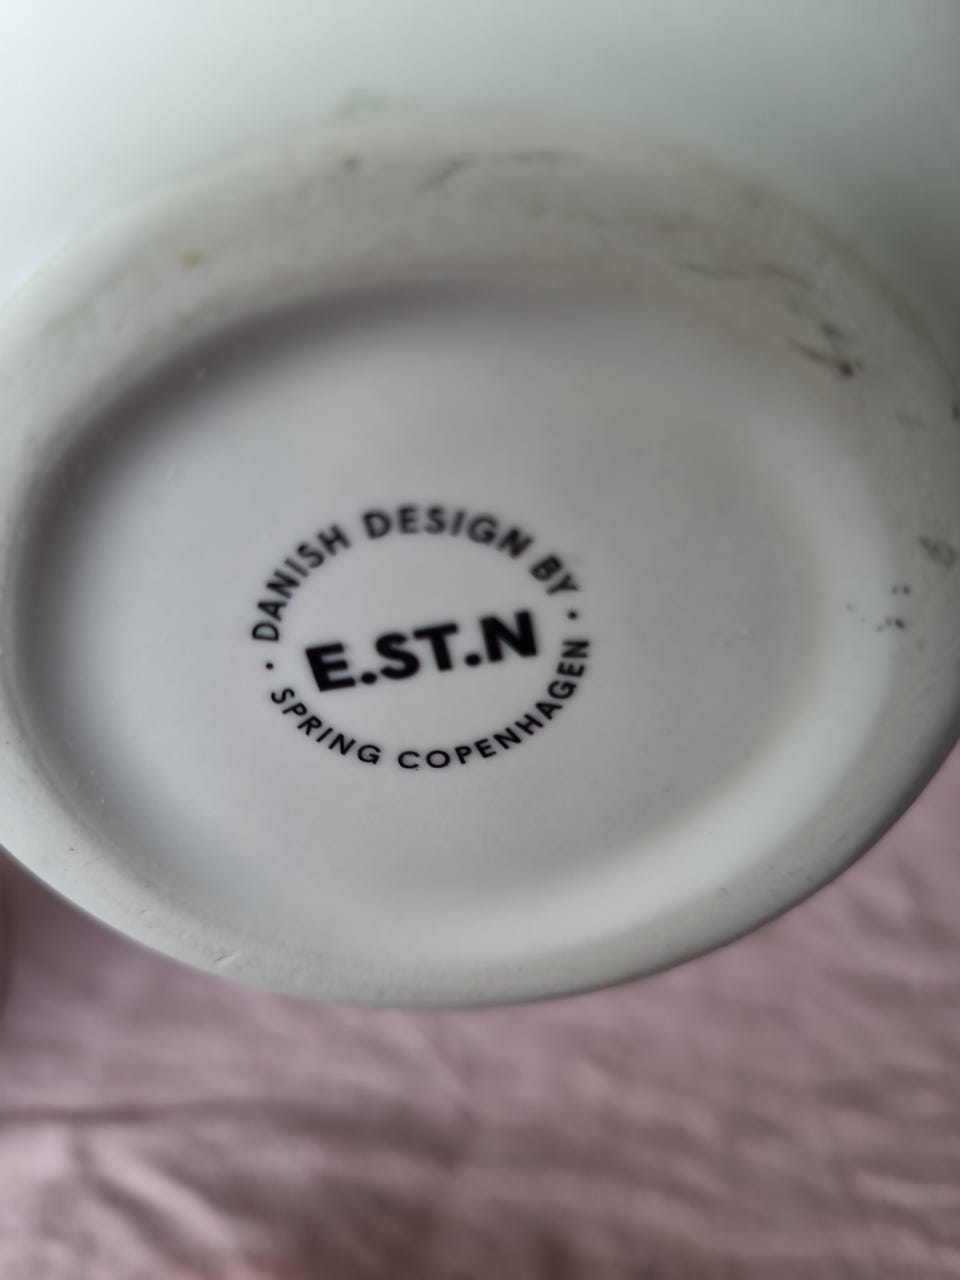 · DANISH DESIGN BY ·
E.ST.N
SPRING COPENHAGEN